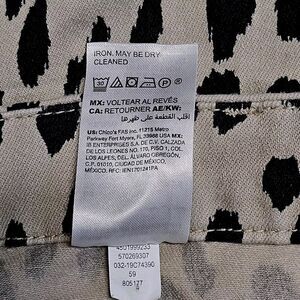 IRON. MAY BE DRY
CLEANED
MX: VOLTEAR AL REVÉS
CA: RETOURNER AE/KW:
اقلب القطعة على ظهرها
US: Chico's FAS Inc. 11215 Metro
Parkway Fort Myers, FL 33966 USA MX:
III ENTERPRISES S.A DE C.V. CALZADA
DE LOS LEONES NO. 170, PISO 1, COL.
LOS ALPES, DEL. ÁLVARO OBREGÓN,
C.P. 01010, CIUDAD DE MÉXICO,
MÉXICO. RFC: IEN1701241PA
4501999233
570269307
032-19C74390
59
805177